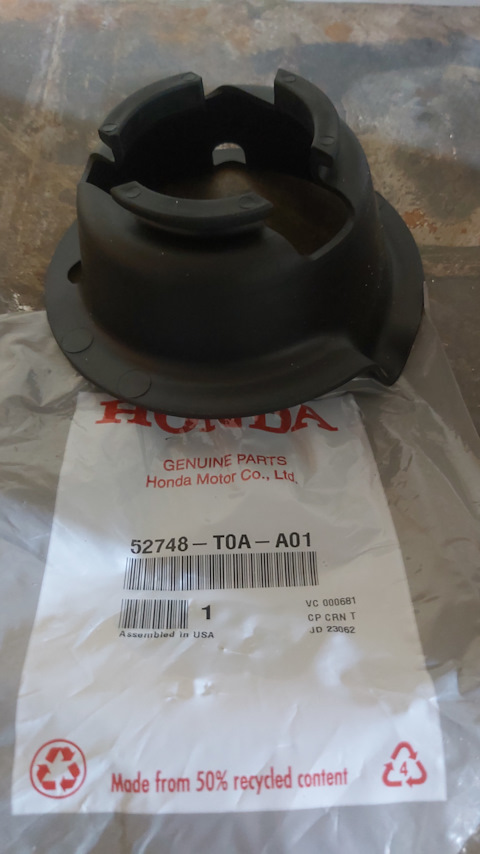 HONDA
GENUINE PARTS
Honda Motor Co., Ltd.
52748-T0A-A01
1
VC 000681
CP CRN T
Assembled in USA
JD 23062
Made from 50% recycled content
4